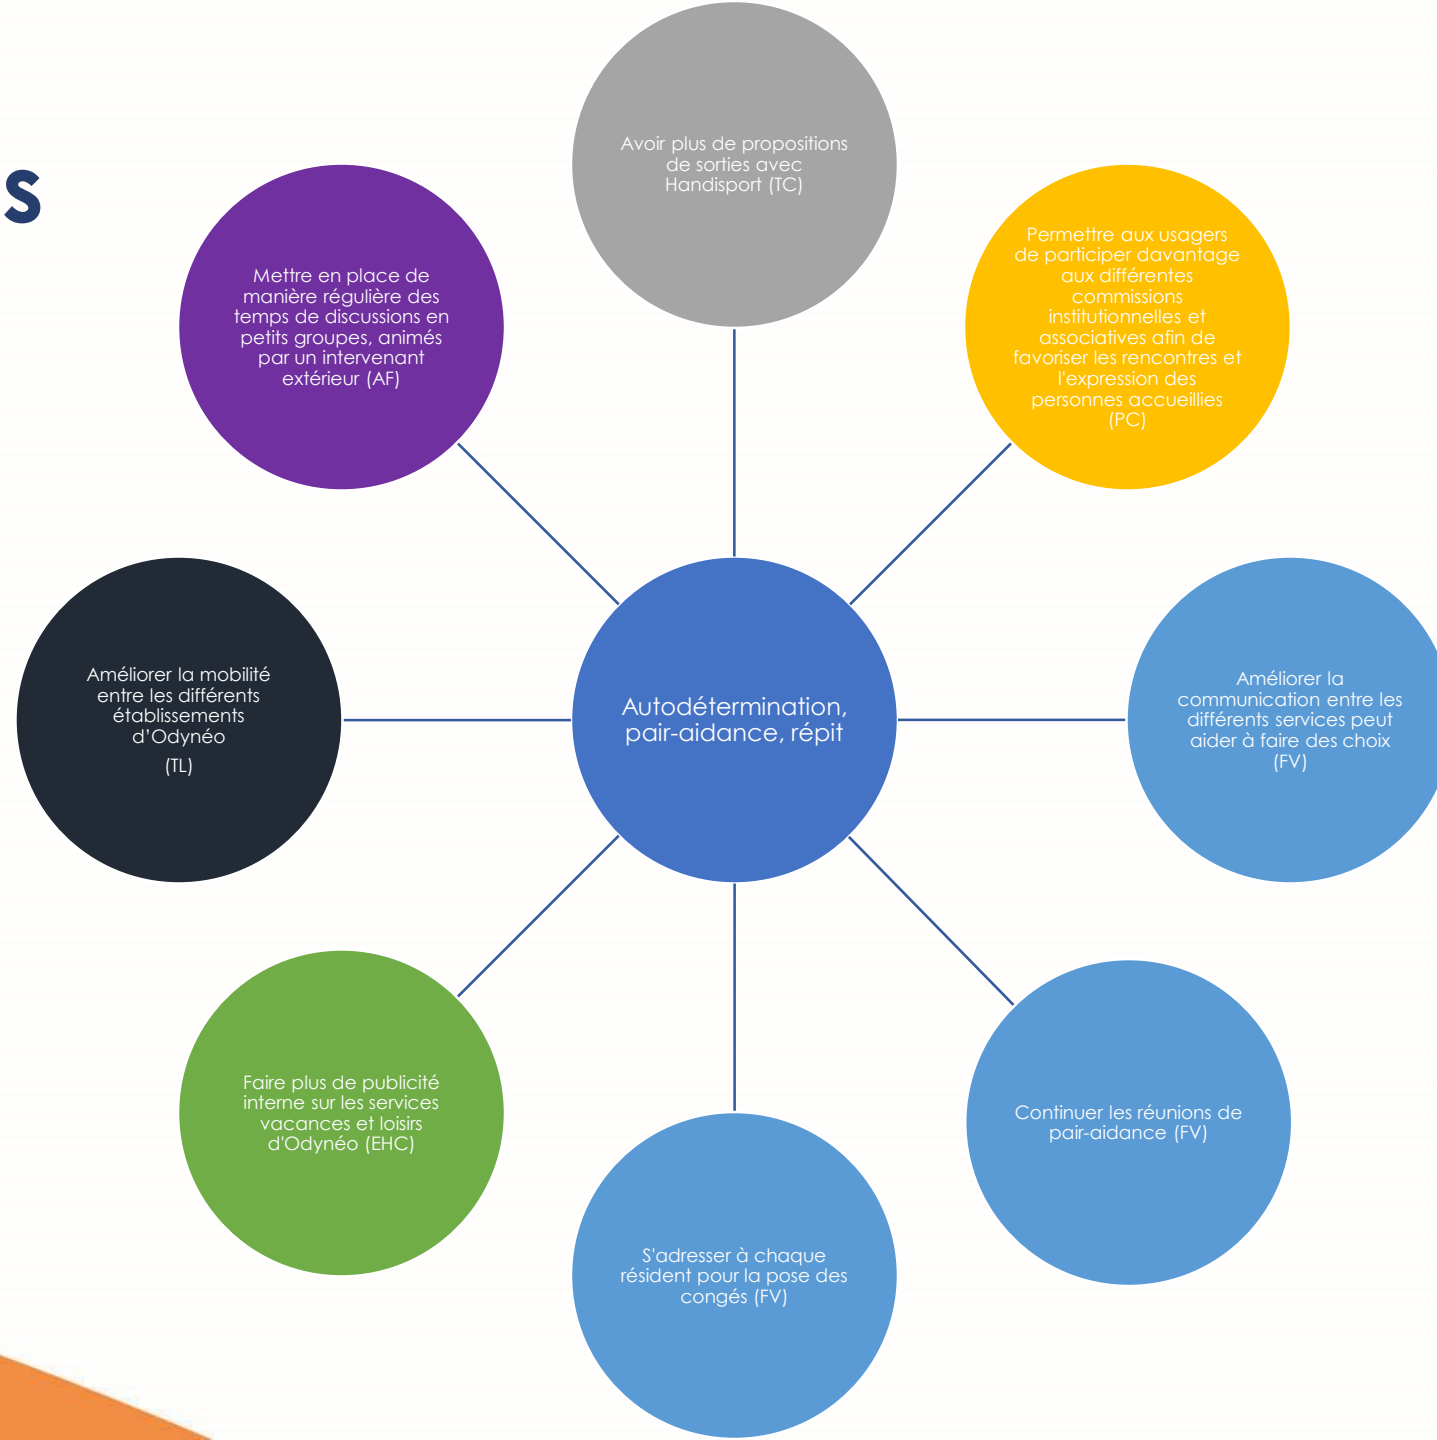 s
Avoir plus de propositions
de sorties avec
Handisport (TC)
Permettre aux usagers
de participer davantage
aux différentes
commissions
institutionnelles et
associatives afin de
favoriser les rencontres et
l'expression des
personnes accueillies
(PC)
Améliorer la
communication entre les
différents services peut
aider à faire des choix
(FV)
Continuer les réunions de
pair-aidance (FV)
S'adresser à chaque
résident pour la pose des
congés (FV)
Faire plus de publicité
interne sur les services
vacances et loisirs
d'Odynéo (EHC)
Améliorer la mobilité
entre les différents
établissements
d’Odynéo
(TL)
Mettre en place de
manière régulière des
temps de discussions en
petits groupes, animés
par un intervenant
extérieur (AF)
Autodétermination,
pair-aidance, répit